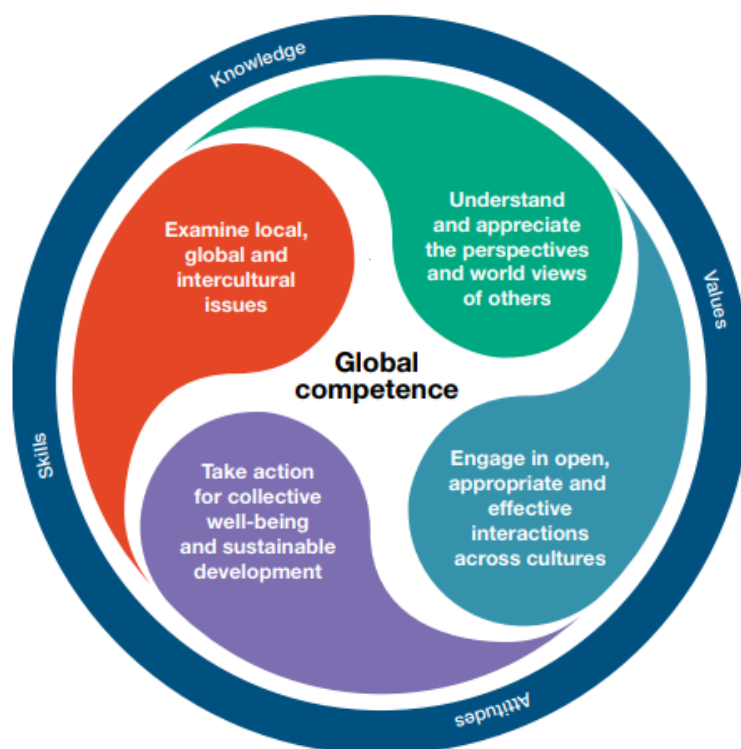 Knowledge
Examine local,
global and
intercultural
issues
Understand
and appreciate
the perspectives
and world views
of others
Values
Global
competence
Skills
Take action
for collective
well-being
and sustainable
development
Engage in open,
appropriate and
effective
interactions
across cultures
Attitudes